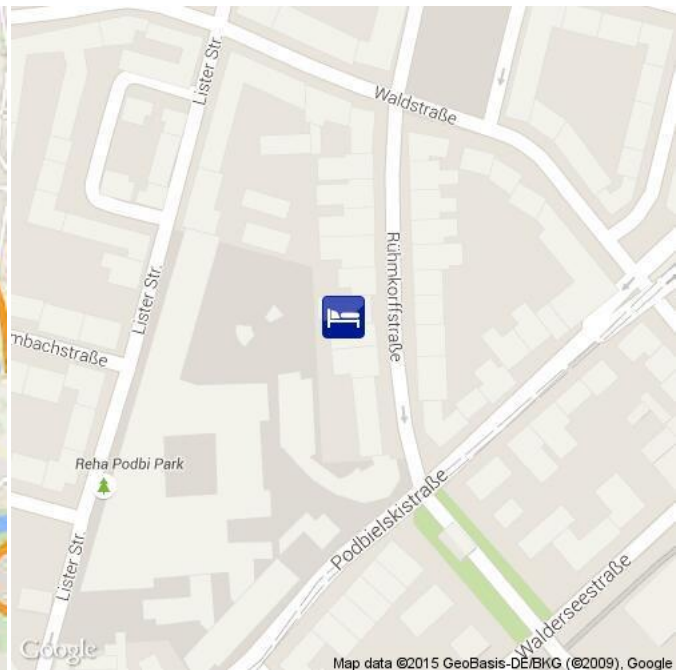 Lister Str.
Waldstraße
Rühmkorffstraße
Lister Str.
mbachstraße
Reha Podbi Park
Podbielskistraße
Lister Str.
Walderseestraße
Google
Map data ©2015 GeoBasis-DE/BKG (©2009), Google